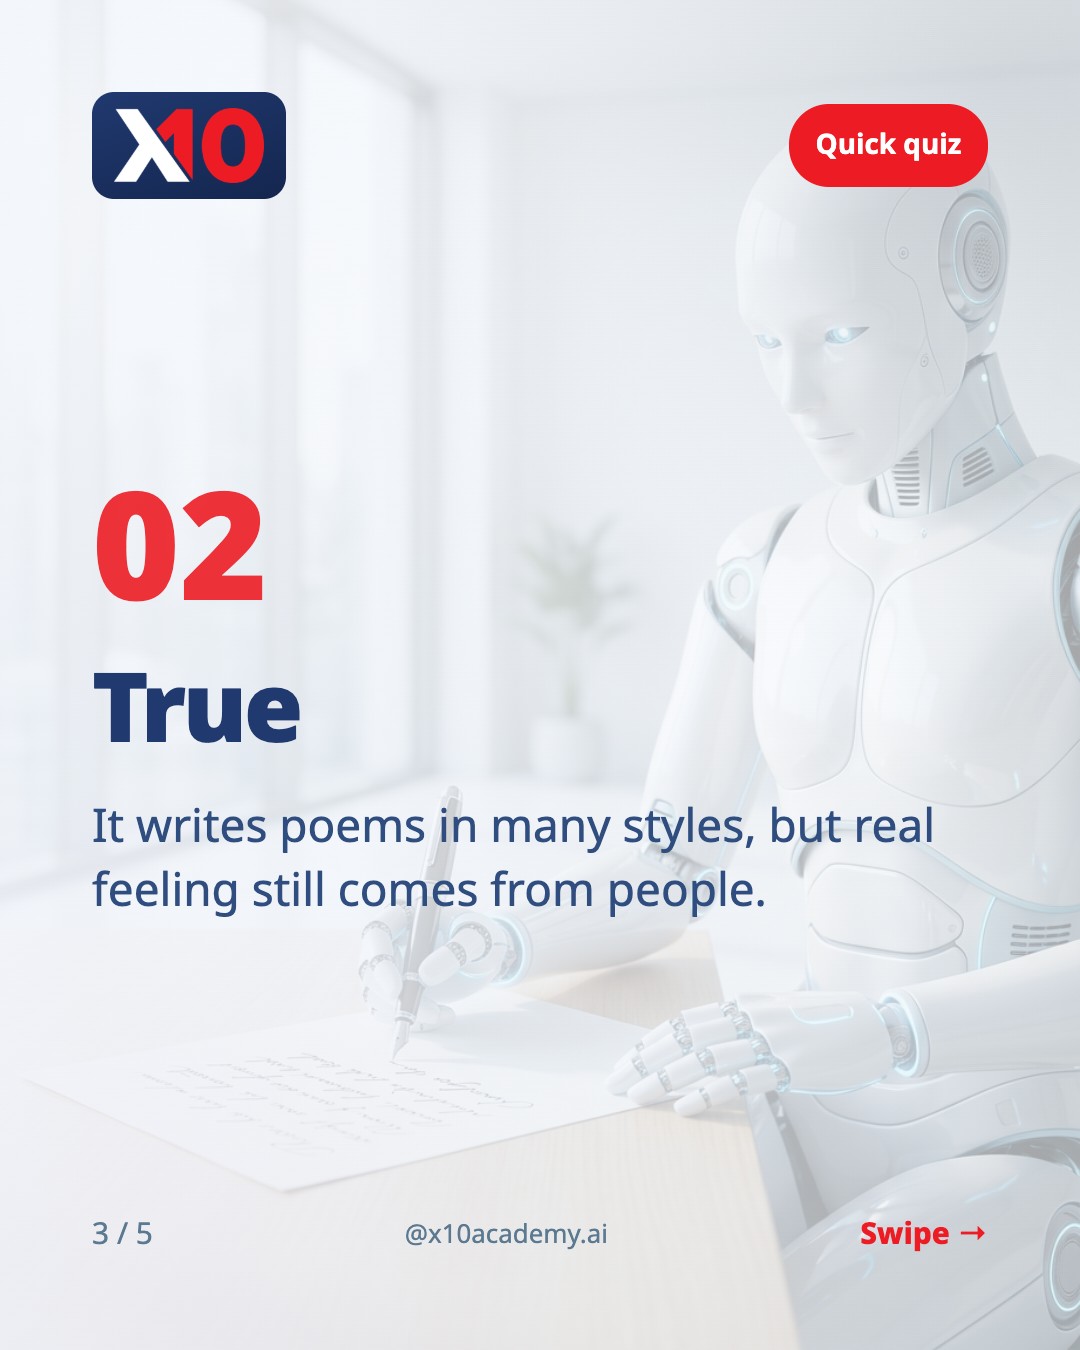 X10
Quick quiz
02
True
It writes poems in many styles, but real
feeling still comes from people.
3 / 5
@x10academy.ai
Swipe →